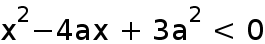 x²−4ax + 3a² < 0